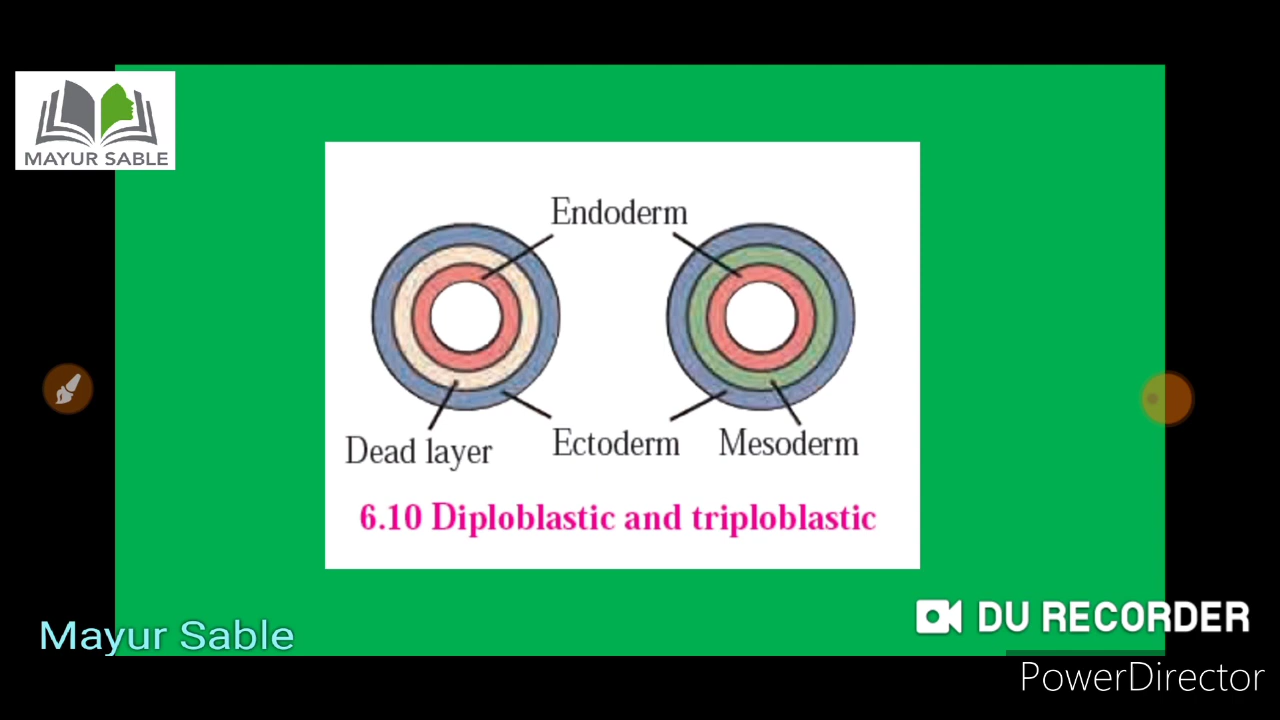 MAYUR SABLE
Endoderm
Dead layer
Ectoderm
Mesoderm
6.10 Diploblastic and triploblastic
Mayur Sable
DU RECORDER
PowerDirector